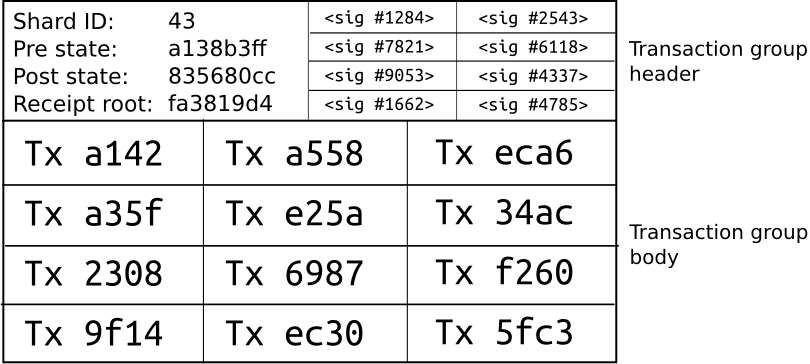 Shard ID: 43
Pre state: a138b3ff
Post state: 835680cc
Receipt root: fa3819d4
<sig #1284> <sig #2543>
<sig #7821> <sig #6118>
<sig #9053> <sig #4337>
<sig #1662> <sig #4785>
Transaction group
header
Tx a142 Tx a558 Tx eca6
Tx a35f Tx e25a Tx 34ac
Tx 2308 Tx 6987 Tx f260
Tx 9f14 Tx ec30 Tx 5fc3
Transaction group
body